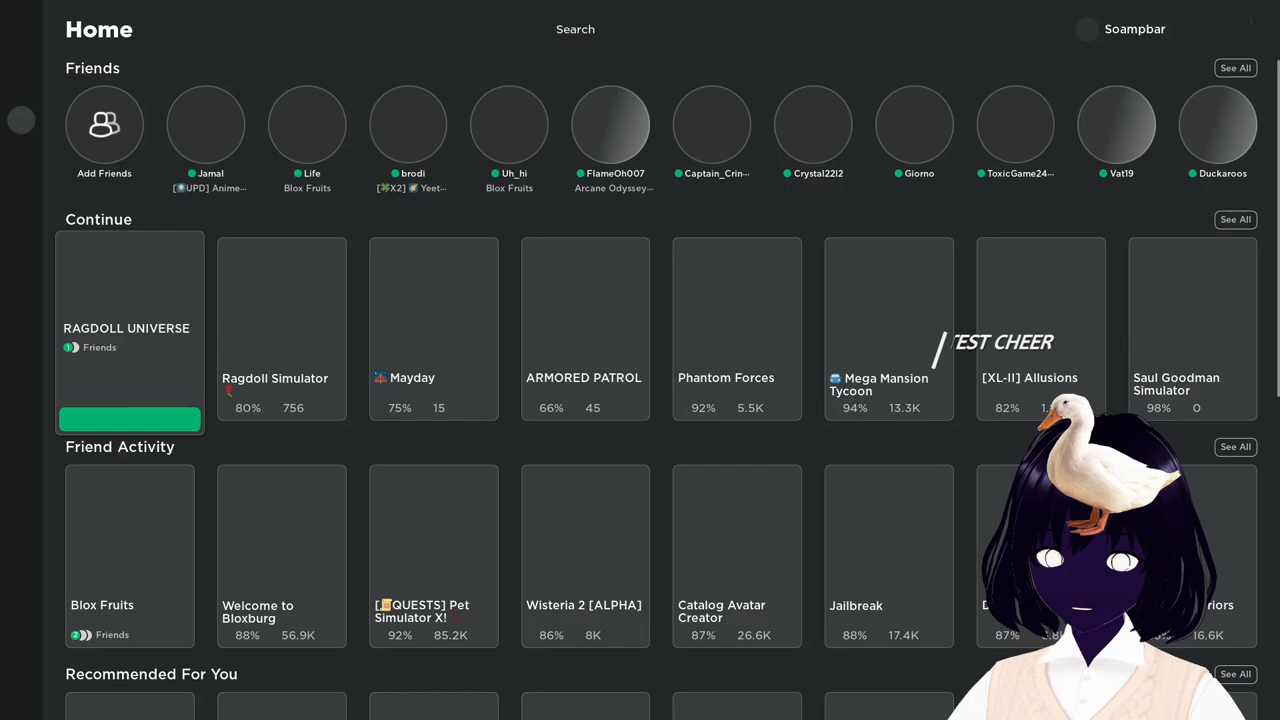 Home
Search
Soampbar
Friends
See All
Add Friends
Jamal
Life
brodi
Uh_hi
FlameOh007
Captain_Crin...
Crystal22l2
Giorno
ToxicGame24...
Vat19
Duckaroos
[UPD] Anime...
Blox Fruits
[X2] Yeet...
Blox Fruits
Arcane Odyssey...
Continue
See All
RAGDOLL UNIVERSE
1 Friends
Ragdoll Simulator
80% 756
Mayday
75% 15
ARMORED PATROL
66% 45
Phantom Forces
92% 5.5K
Mega Mansion
Tycoon
94% 13.3K
[XL-II] Allusions
82%
Saul Goodman
Simulator
98% 0
TEST CHEER
Friend Activity
See All
Blox Fruits
2 Friends
Welcome to
Bloxburg
88% 56.9K
[QUESTS] Pet
Simulator X!
92% 85.2K
Wisteria 2 [ALPHA]
86% 8K
Catalog Avatar
Creator
87% 26.6K
Jailbreak
88% 17.4K
87%
16.6K
Recommended For You
See All